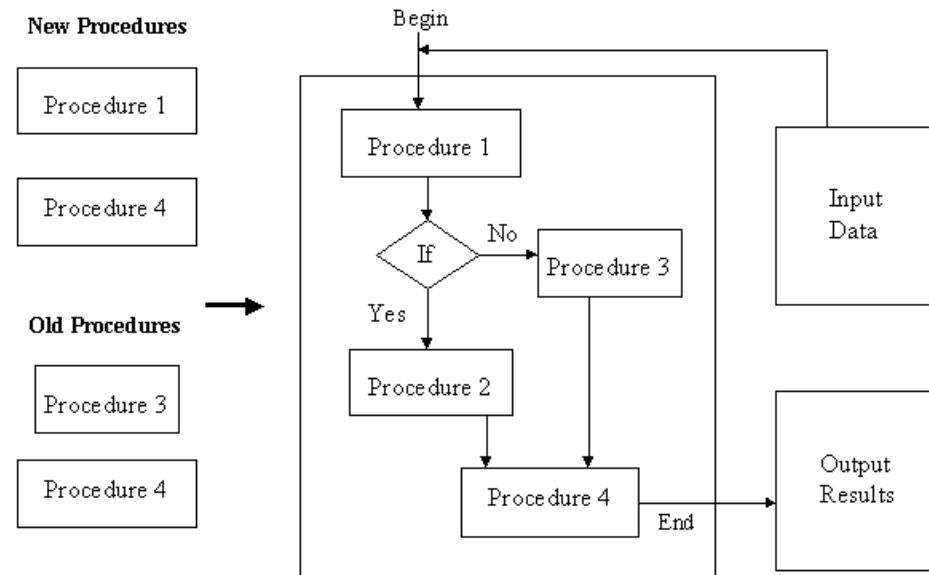 New Procedures
Procedure 1
Procedure 4
Old Procedures
Procedure 3
Procedure 4
Begin
Procedure 1
If
No
Procedure 3
Yes
Procedure 2
Procedure 4
End
Input
Data
Output
Results